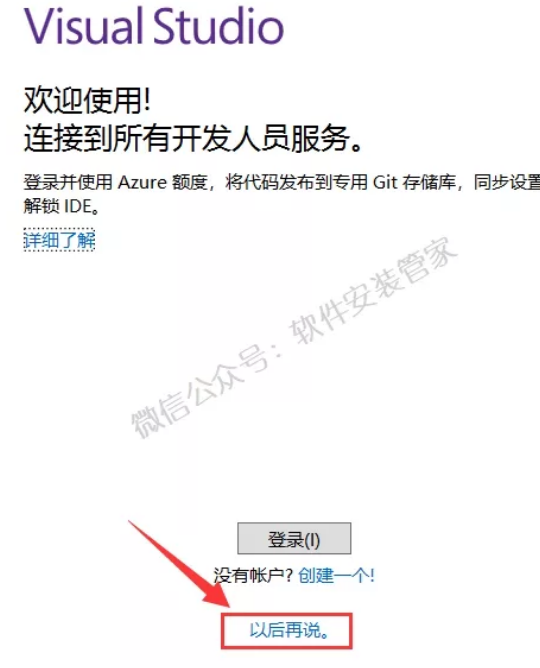 Visual Studio
欢迎使用!
连接到所有开发人员服务。
登录并使用 Azure 额度，将代码发布到专用 Git 存储库，同步设置
解锁 IDE。
详细了解
微信公众号：软件安装管家
登录(I)
没有帐户? 创建一个!
以后再说。